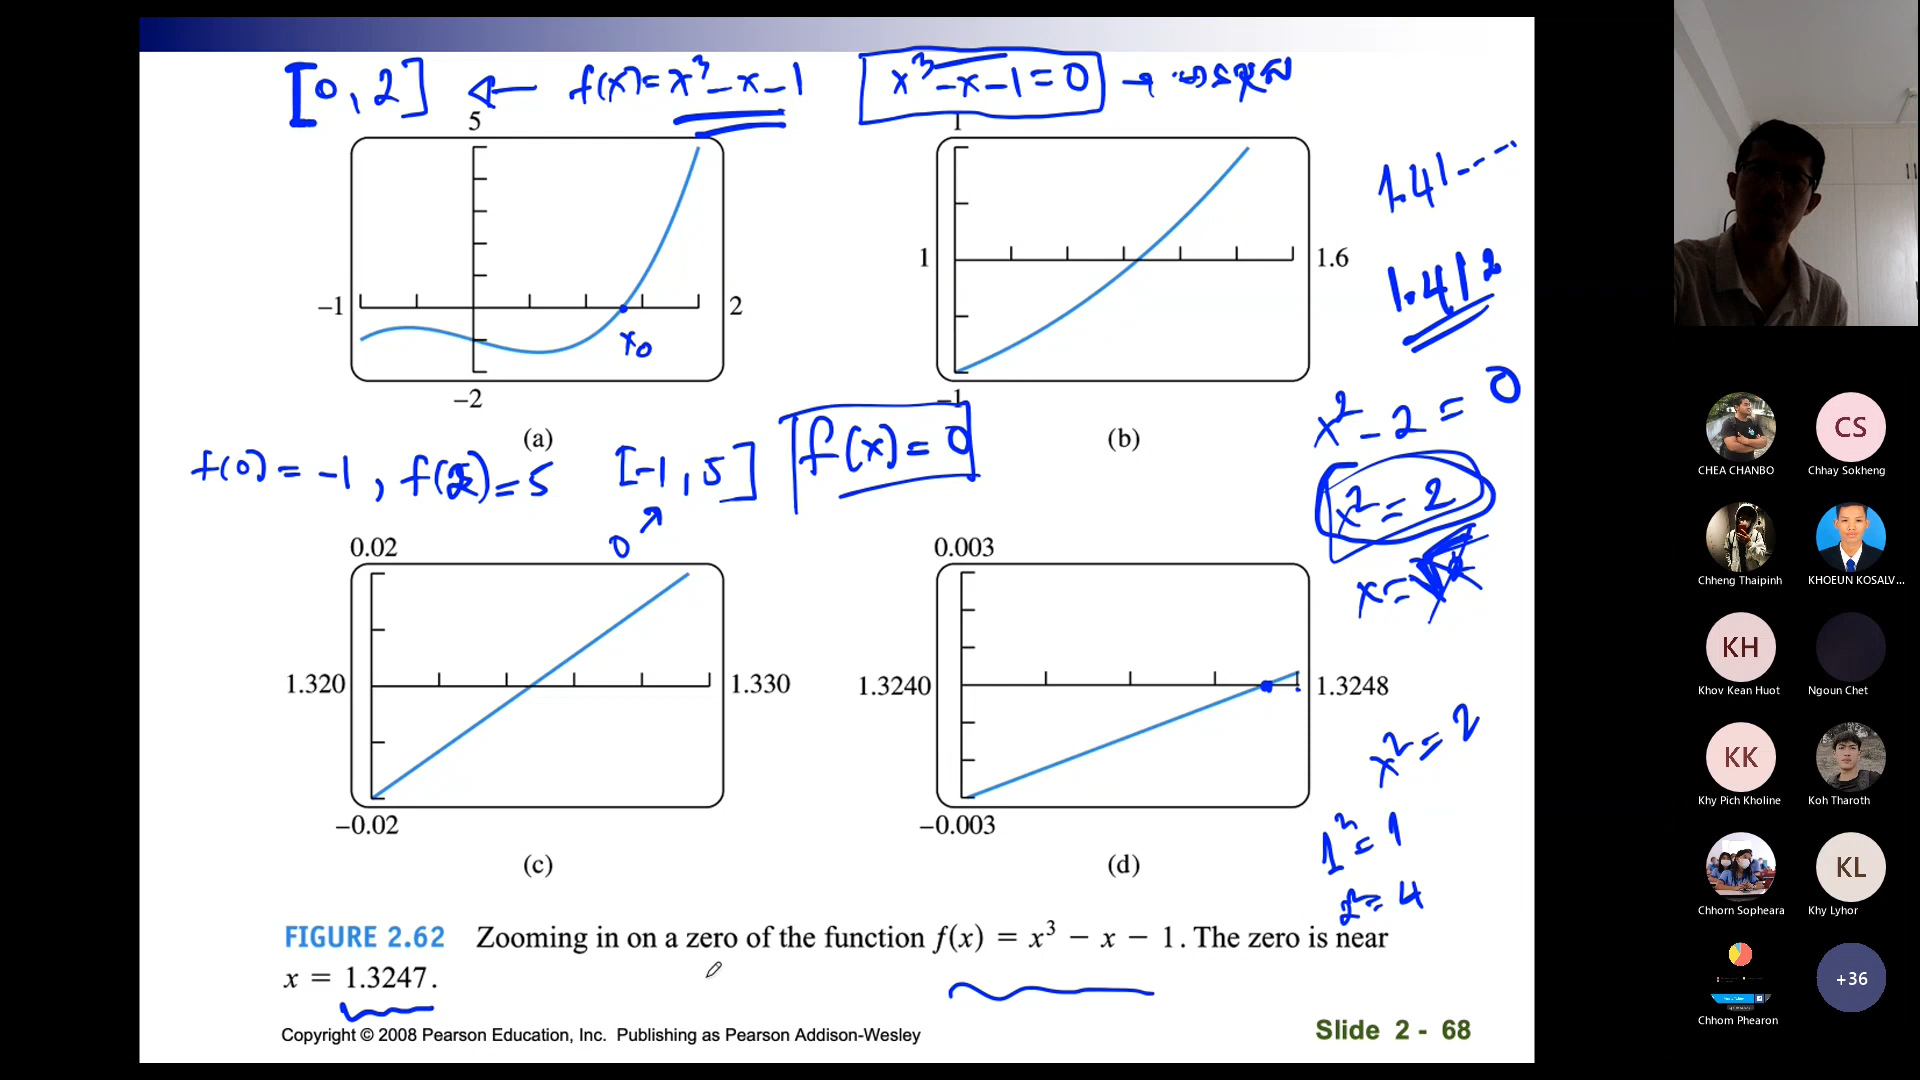 [0, 2] ← f(x)= x³-x-1
x³-x-1=0 →
5
-1
2
x₀
-2
(a)
1
1
1.6
-1
(b)
1.41---
1.412
x²-2=0
x²=2
x=√2
f(0)=-1, f(2)=5 [-1, 5] f(x)=0
0
0.02
1.320
1.330
-0.02
(c)
0.003
1.3240
1.3248
-0.003
(d)
x²=2
1²=1
2²=4
FIGURE 2.62 Zooming in on a zero of the function f(x) = x³ − x − 1. The zero is near
x = 1.3247.
Copyright © 2008 Pearson Education, Inc. Publishing as Pearson Addison-Wesley
Slide 2 - 68
CHEA CHANBO
CS
Chhay Sokheng
Chheng Thaipinh
KHOEUN KOSALV...
KH
Khov Kean Huot
Ngoun Chet
KK
Khy Pich Kholine
Koh Tharoth
Chhorn Sopheara
KL
Khy Lyhor
Chhom Phearon
+36